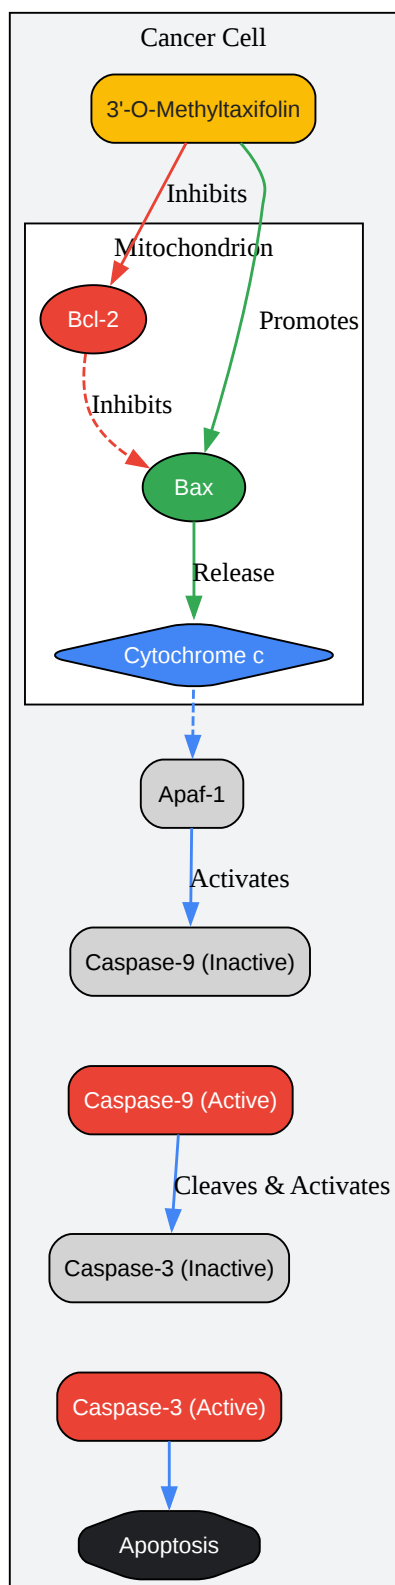 Cancer Cell
3'-O-Methyltaxifolin
Inhibits
Mitochondrion
Bcl-2
Promotes
Inhibits
Bax
Release
Cytochrome c
Apaf-1
Activates
Caspase-9 (Inactive)
Caspase-9 (Active)
Cleaves & Activates
Caspase-3 (Inactive)
Caspase-3 (Active)
Apoptosis